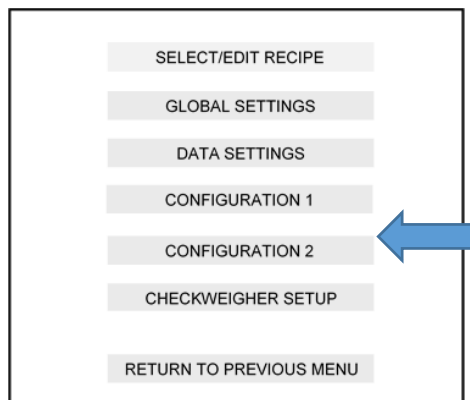 SELECT/EDIT RECIPE
GLOBAL SETTINGS
DATA SETTINGS
CONFIGURATION 1
CONFIGURATION 2
CHECKWEIGHER SETUP
RETURN TO PREVIOUS MENU